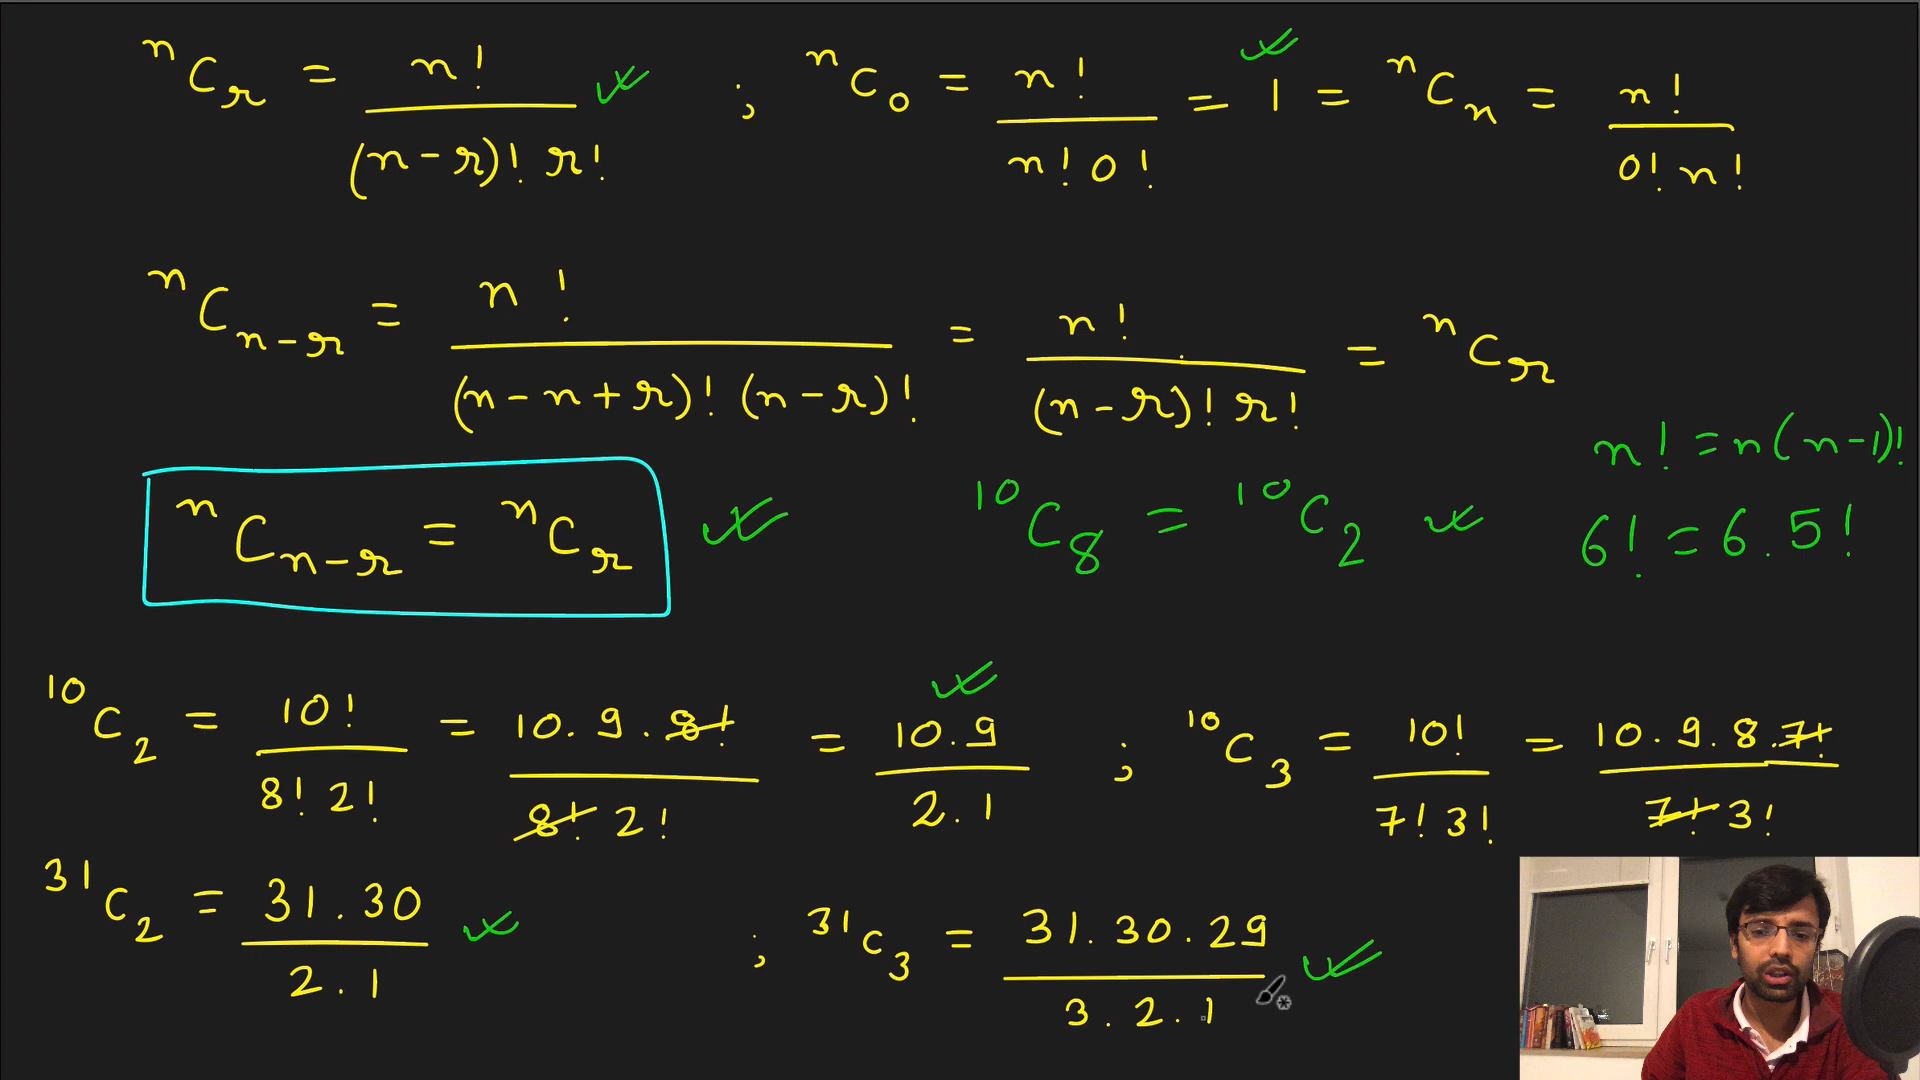 ⁿCᵣ = n! / (n-r)! r! ; ⁿC₀ = n! / n! 0! = 1 = ⁿCₙ = n! / 0! n!
ⁿCₙ₋ᵣ = n! / (n-n+r)! (n-r)! = n! / (n-r)! r! = ⁿCᵣ
n! = n(n-1)!
ⁿCₙ₋ᵣ = ⁿCᵣ
¹⁰C₈ = ¹⁰C₂
6! = 6.5!
¹⁰C₂ = 10! / 8! 2! = 10.9.8! / 8! 2! = 10.9 / 2.1 ; ¹⁰C₃ = 10! / 7! 3! = 10.9.8.7! / 7! 3!
³¹C₂ = 31.30 / 2.1 ; ³¹C₃ = 31.30.29 / 3.2.1